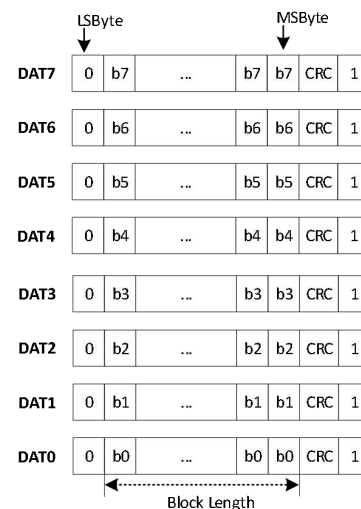 LSByte MSByte
DAT7 0 b7 ... b7 b7 CRC 1
DAT6 0 b6 ... b6 b6 CRC 1
DAT5 0 b5 ... b5 b5 CRC 1
DAT4 0 b4 ... b4 b4 CRC 1
DAT3 0 b3 ... b3 b3 CRC 1
DAT2 0 b2 ... b2 b2 CRC 1
DAT1 0 b1 ... b1 b1 CRC 1
DAT0 0 b0 ... b0 b0 CRC 1
Block Length